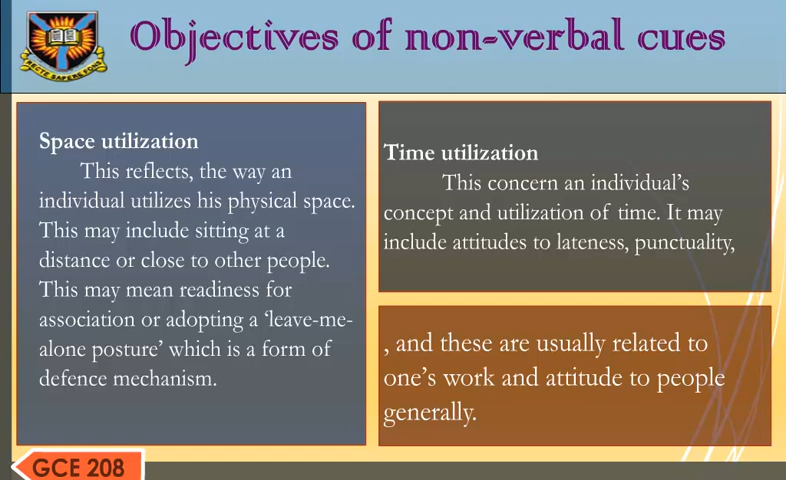 Objectives of non-verbal cues
RECTE SAPERE FONS
Space utilization
This reflects, the way an
individual utilizes his physical space.
This may include sitting at a
distance or close to other people.
This may mean readiness for
association or adopting a ‘leave-me-
alone posture’ which is a form of
defence mechanism.
Time utilization
This concern an individual’s
concept and utilization of time. It may
include attitudes to lateness, punctuality,
, and these are usually related to
one’s work and attitude to people
generally.
GCE 208